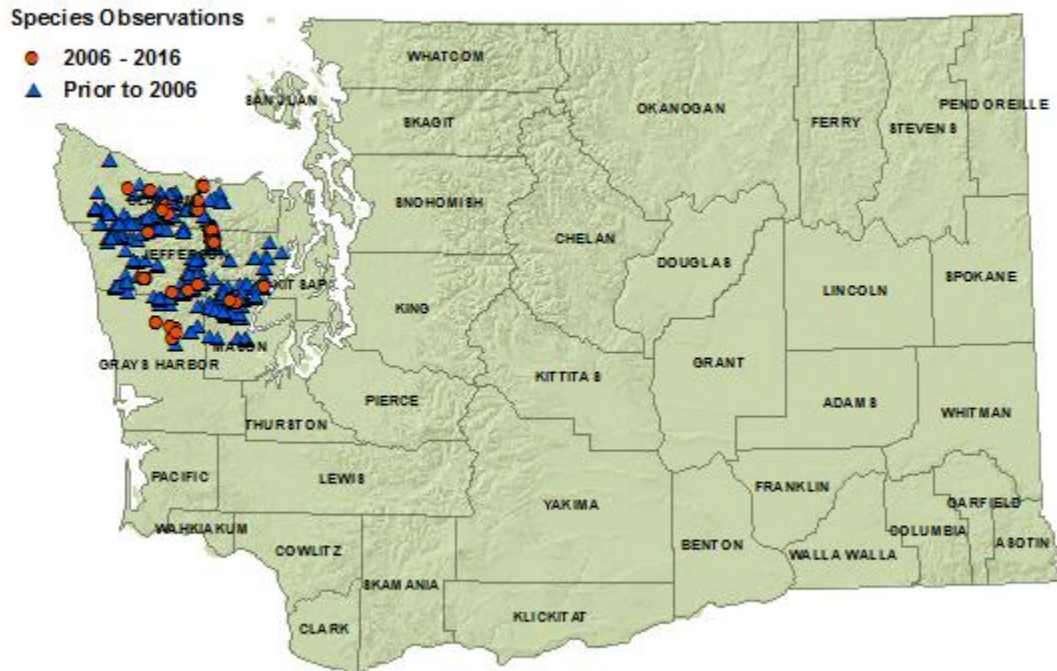 Species Observations
2006 - 2016
Prior to 2006
WHATCOM
SAN JUAN
SKAGIT
OKANOGAN
FERRY
STEVENS
PEND OREILLE
SNOHOMISH
CHELAN
DOUGLAS
CLALLAM
JEFFERSON
KITSAP
KING
LINCOLN
SPOKANE
GRAYS HARBOR
MASON
KITTITAS
GRANT
PIERCE
ADAMS
WHITMAN
THURSTON
PACIFIC
LEWIS
YAKIMA
FRANKLIN
GARFIELD
WAHKIAKUM
COWLITZ
BENTON
COLUMBIA
WALLA WALLA
ASOTIN
SKAMANIA
KLICKITAT
CLARK